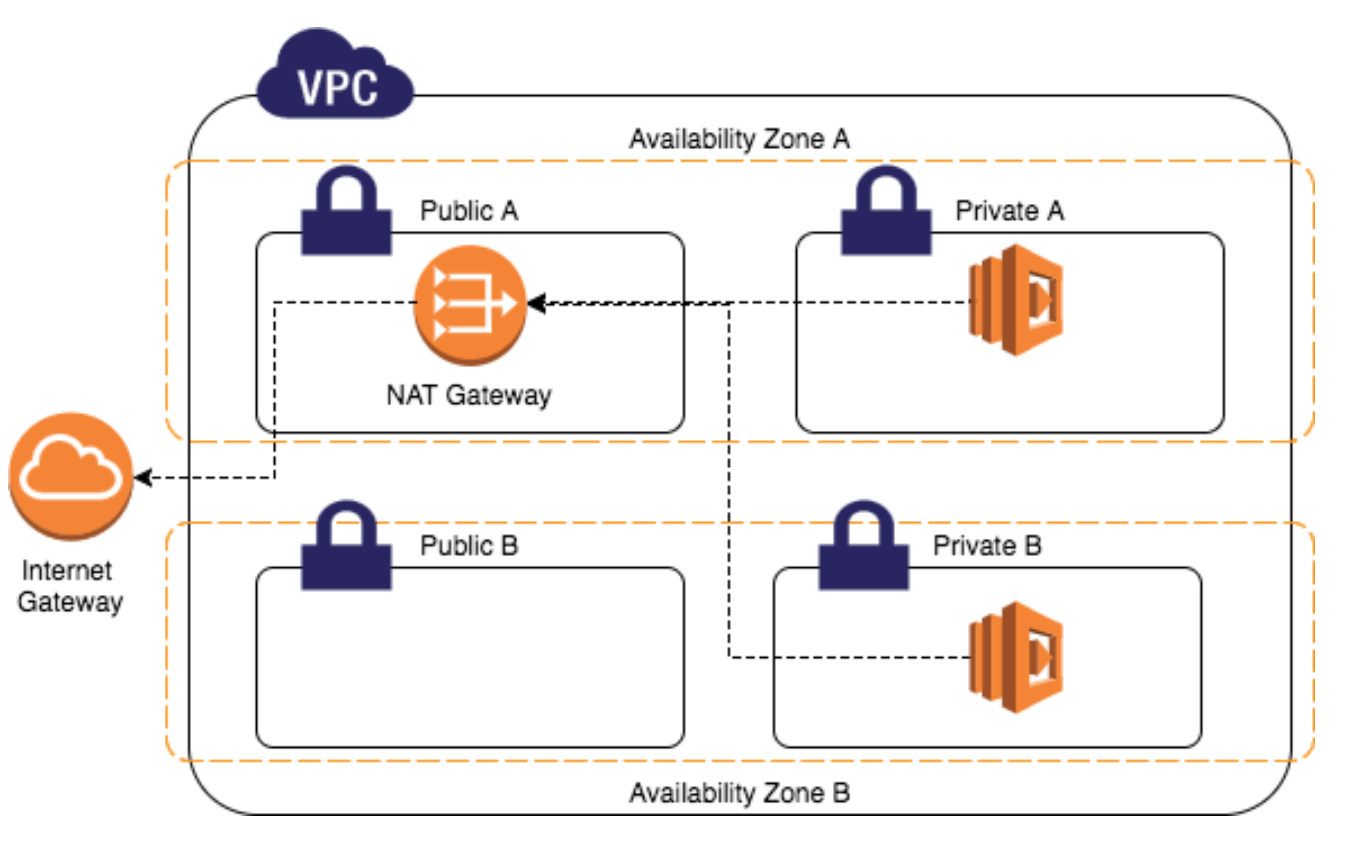 VPC
Availability Zone A
Public A
Private A
NAT Gateway
Internet
Gateway
Public B
Private B
Availability Zone B